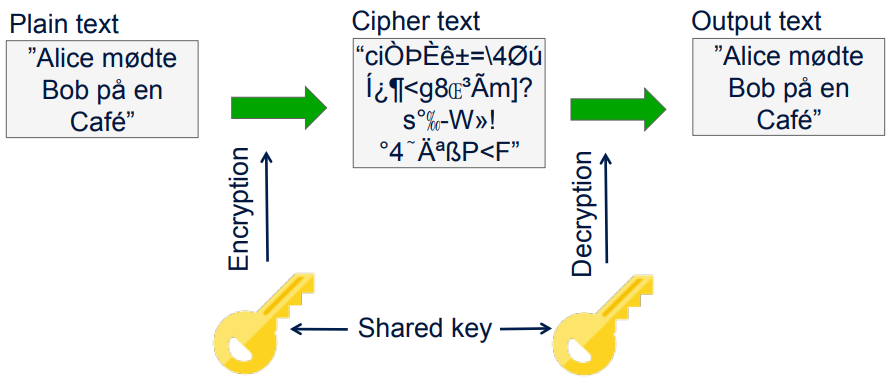 Plain text
Cipher text
Output text
”Alice mødte
Bob på en
Café”
“ciÒÞÈê±=\4Øú
Í¿¶<g8Œ³Ãm]?
s°‰-W»!
°4˜ÄªßP<F”
”Alice mødte
Bob på en
Café”
Encryption
Decryption
Shared key